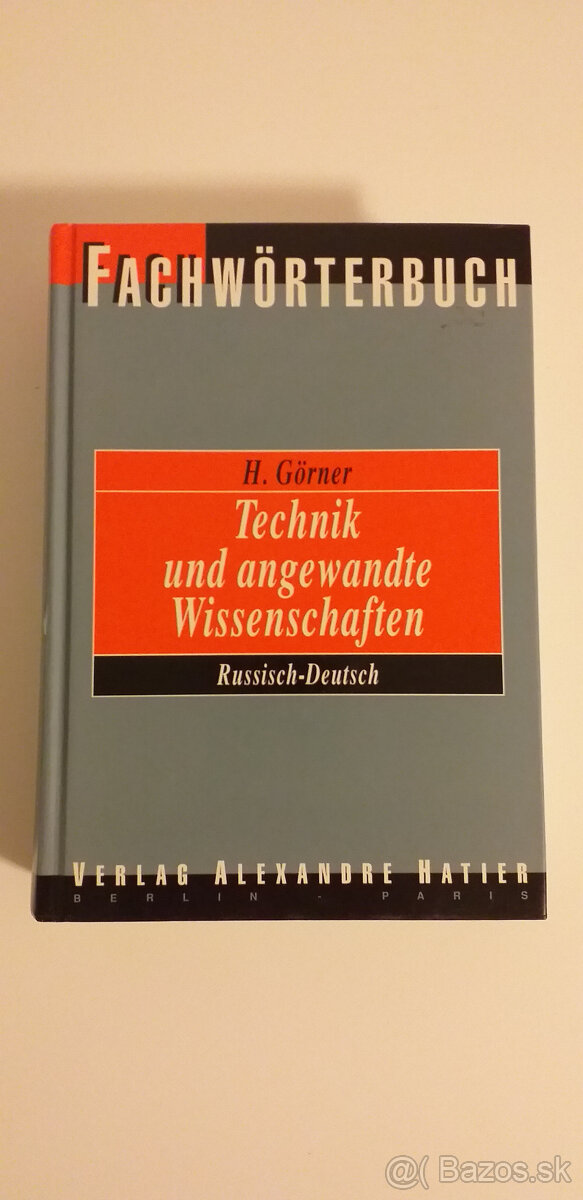 FACHWÖRTERBUCH
H. Görner
Technik
und angewandte
Wissenschaften
Russisch-Deutsch
VERLAG ALEXANDRE HATIER
BERLIN - PARIS
@( Bazos.sk